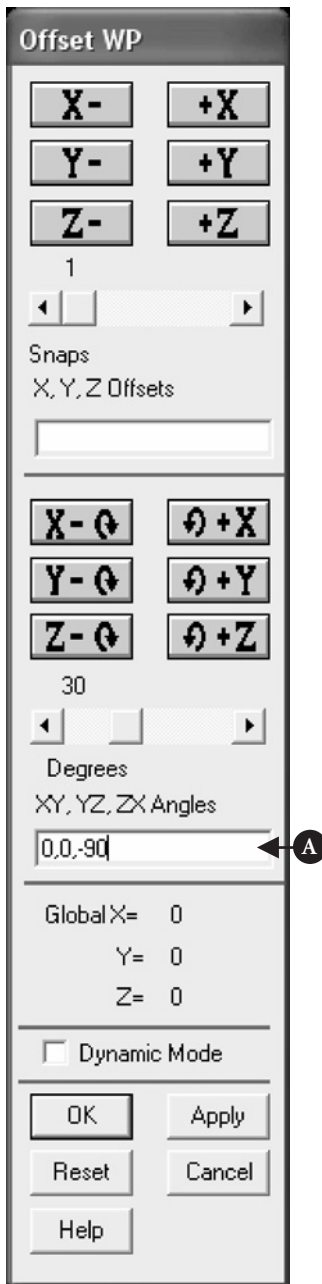 Offset WP
X- +X
Y- +Y
Z- +Z
1
Snaps
X, Y, Z Offsets
X- +X
Y- +Y
Z- +Z
30
Degrees
XY, YZ, ZX Angles
0,0,-90
A
Global X= 0
Y= 0
Z= 0
Dynamic Mode
OK Apply
Reset Cancel
Help